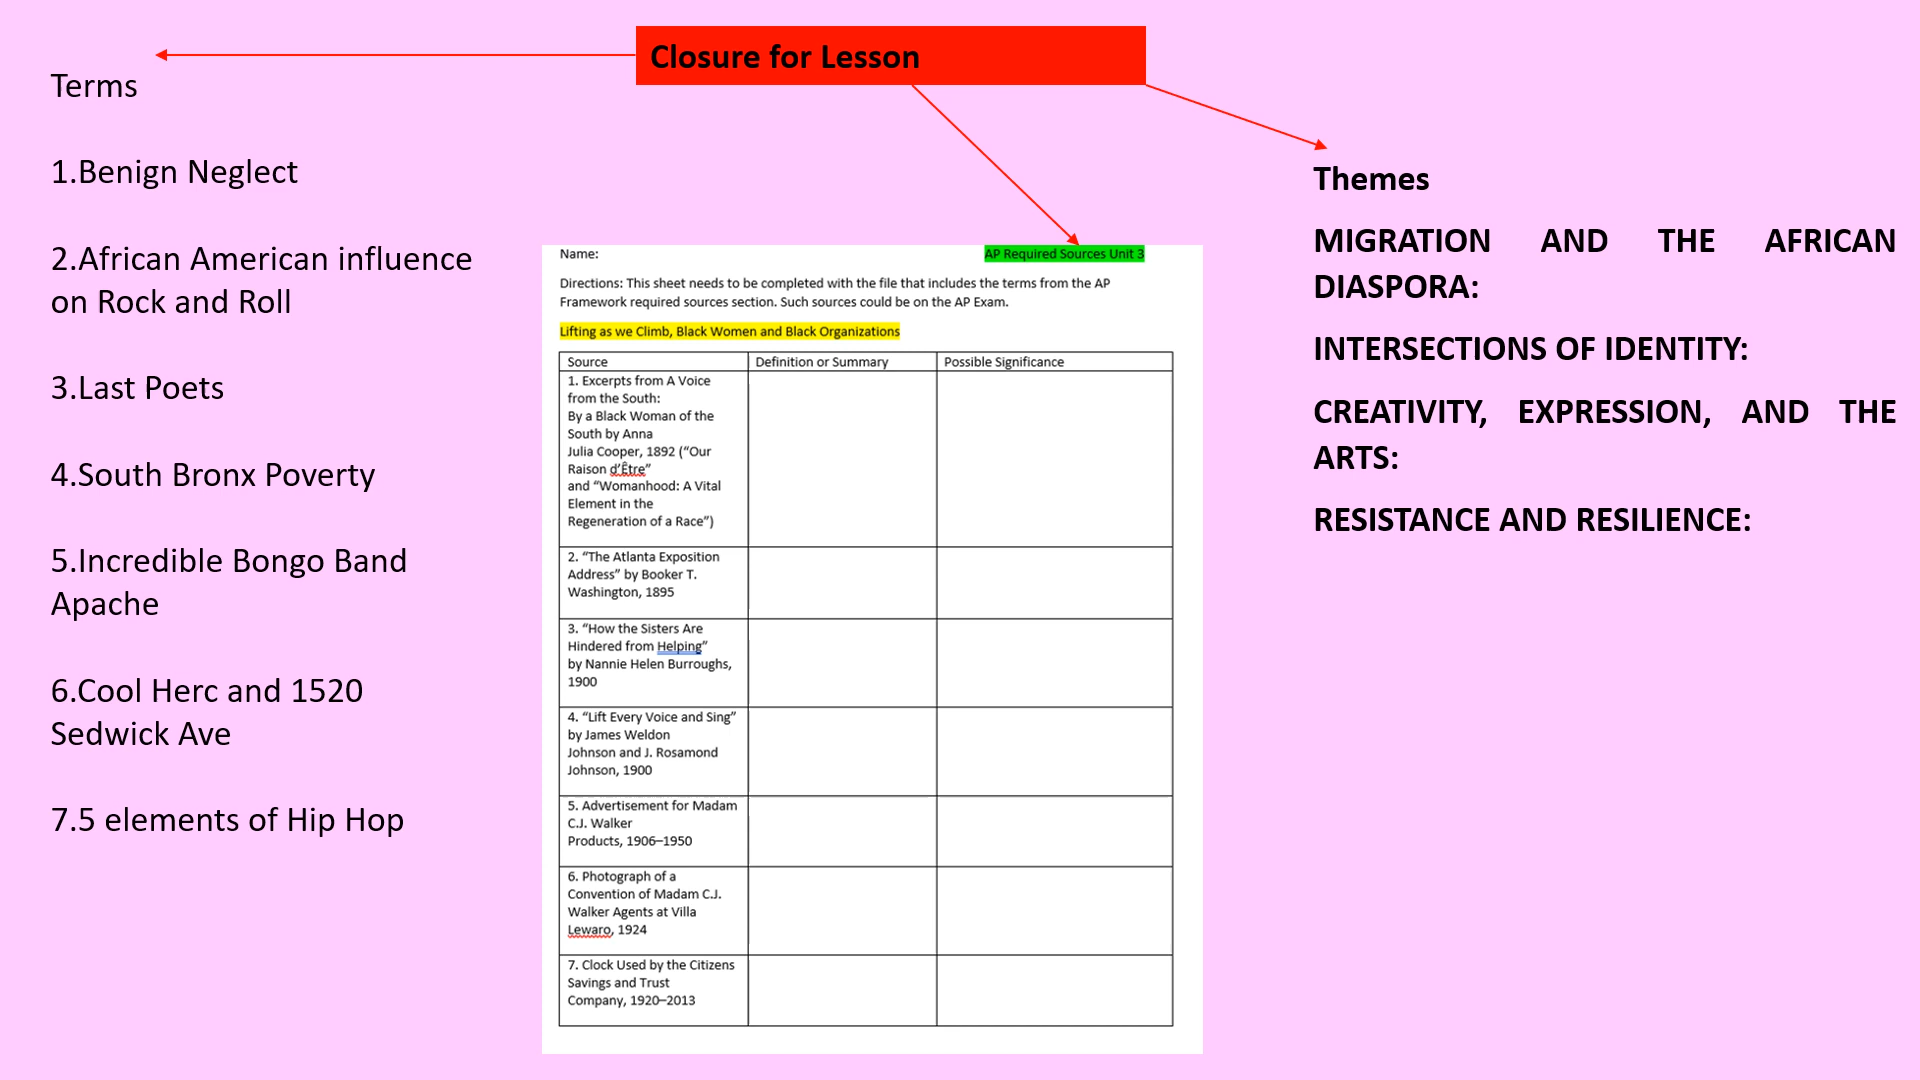 Closure for Lesson
Terms
1.Benign Neglect
2.African American influence
on Rock and Roll
3.Last Poets
4.South Bronx Poverty
5.Incredible Bongo Band
Apache
6.Cool Herc and 1520
Sedwick Ave
7.5 elements of Hip Hop
Name:
AP Required Sources Unit 3
Directions: This sheet needs to be completed with the file that includes the terms from the AP
Framework required sources section. Such sources could be on the AP Exam.
Lifting as we Climb, Black Women and Black Organizations
Source
Definition or Summary
Possible Significance
1. Excerpts from A Voice
from the South:
By a Black Woman of the
South by Anna
Julia Cooper, 1892 (“Our
Raison d’Être”
and “Womanhood: A Vital
Element in the
Regeneration of a Race”)
2. “The Atlanta Exposition
Address” by Booker T.
Washington, 1895
3. “How the Sisters Are
Hindered from Helping”
by Nannie Helen Burroughs,
1900
4. “Lift Every Voice and Sing”
by James Weldon
Johnson and J. Rosamond
Johnson, 1900
5. Advertisement for Madam
C.J. Walker
Products, 1906–1950
6. Photograph of a
Convention of Madam C.J.
Walker Agents at Villa
Lewaro, 1924
7. Clock Used by the Citizens
Savings and Trust
Company, 1920–2013
Themes
MIGRATION AND THE AFRICAN
DIASPORA:
INTERSECTIONS OF IDENTITY:
CREATIVITY, EXPRESSION, AND THE
ARTS:
RESISTANCE AND RESILIENCE: